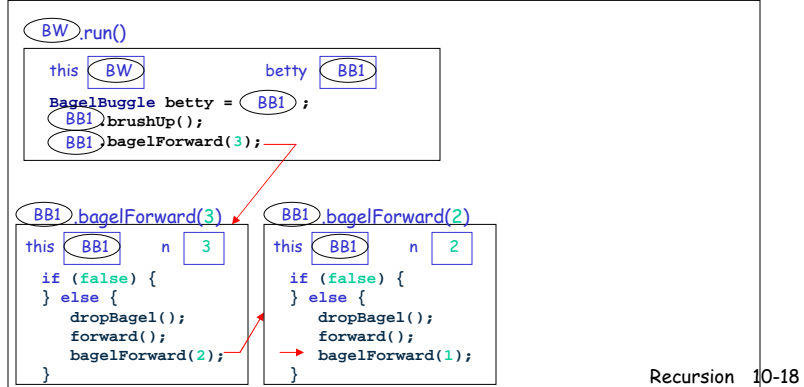 BW.run()
this BW betty BB1
BagelBuggle betty = BB1 ;
BB1.brushUp();
BB1.bagelForward(3);
BB1.bagelForward(3)
this BB1 n 3
if (false) {
} else {
dropBagel();
forward();
bagelForward(2);
}
BB1.bagelForward(2)
this BB1 n 2
if (false) {
} else {
dropBagel();
forward();
bagelForward(1);
}
Recursion 10-18